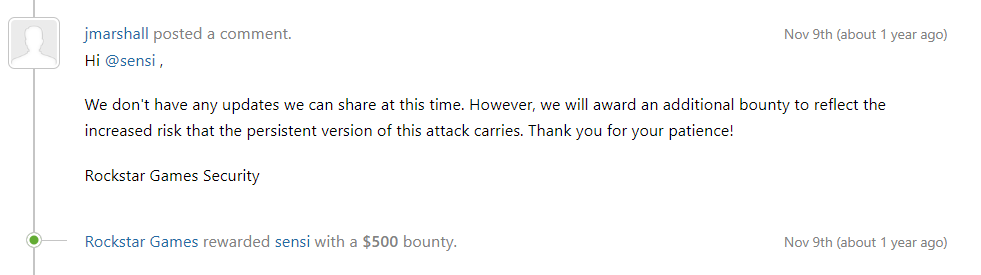 jmarshall posted a comment. Nov 9th (about 1 year ago)
Hi @sensi ,
We don't have any updates we can share at this time. However, we will award an additional bounty to reflect the
increased risk that the persistent version of this attack carries. Thank you for your patience!
Rockstar Games Security
Rockstar Games rewarded sensi with a $500 bounty. Nov 9th (about 1 year ago)